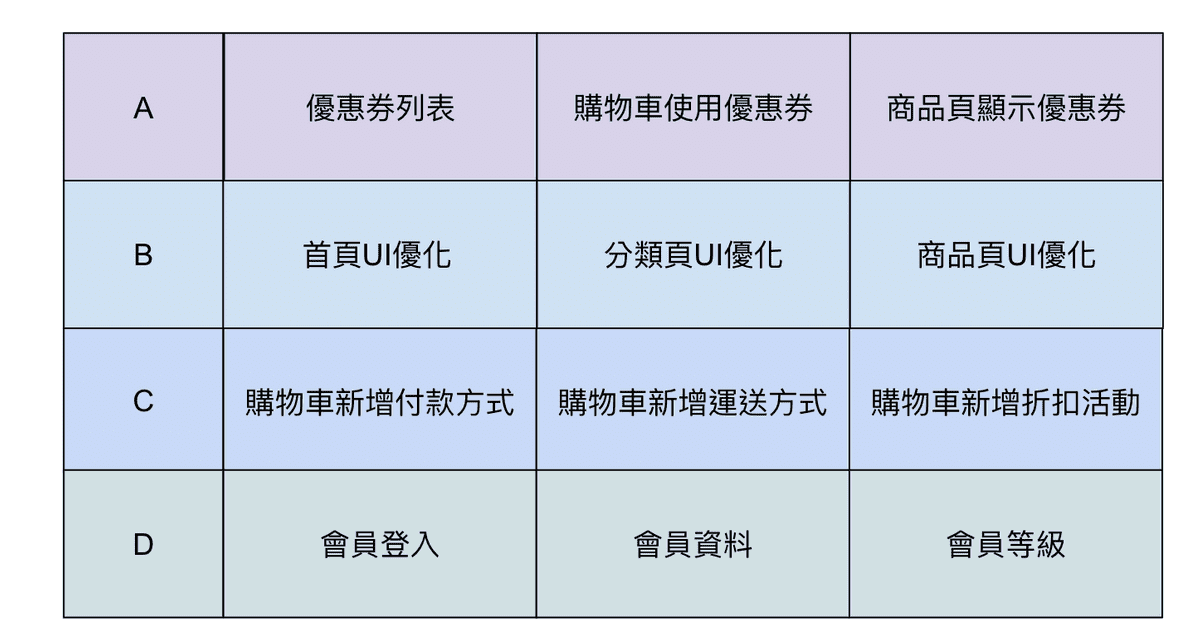 A 優惠券列表 購物車使用優惠券 商品頁顯示優惠券
B 首頁UI優化 分類頁UI優化 商品頁UI優化
C 購物車新增付款方式 購物車新增運送方式 購物車新增折扣活動
D 會員登入 會員資料 會員等級